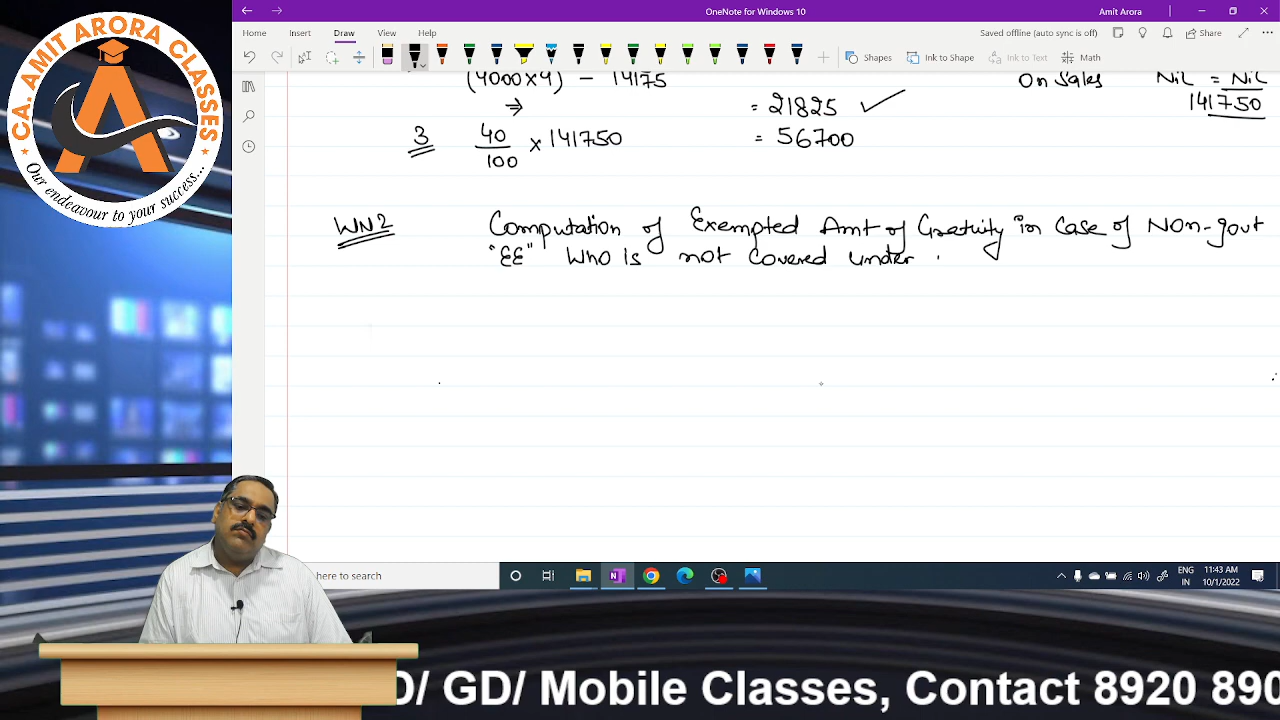 CA. AMIT ARORA CLASSES
Our endeavour to your success...
OneNote for Windows 10
Amit Arora
Home Insert Draw View Help
Saved offline (auto sync is off)
Share
Shapes Ink to Shape Ink to Text Math
(4000x9) - 14175
On Sales Nil = Nil
= 21825
141750
3 40/100 x 141750 = 56700
WN2 Computation of Exempted Amt of Gratuity in Case of Non-govt
"EE" Who is not Covered under
here to search
ENG
IN
11:43 AM
10/1/2022
D/ GD/ Mobile Classes, Contact 8920 890